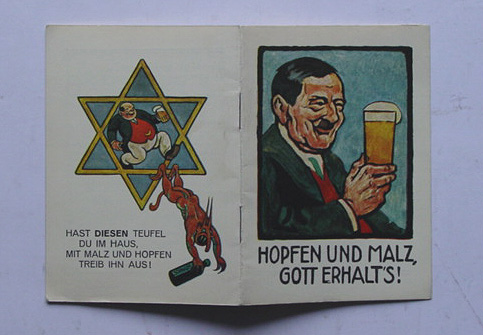 HAST DIESEN TEUFEL
DU IM HAUS,
MIT MALZ UND HOPFEN
TREIB IHN AUS!
HOPFEN UND MALZ,
GOTT ERHALT'S!